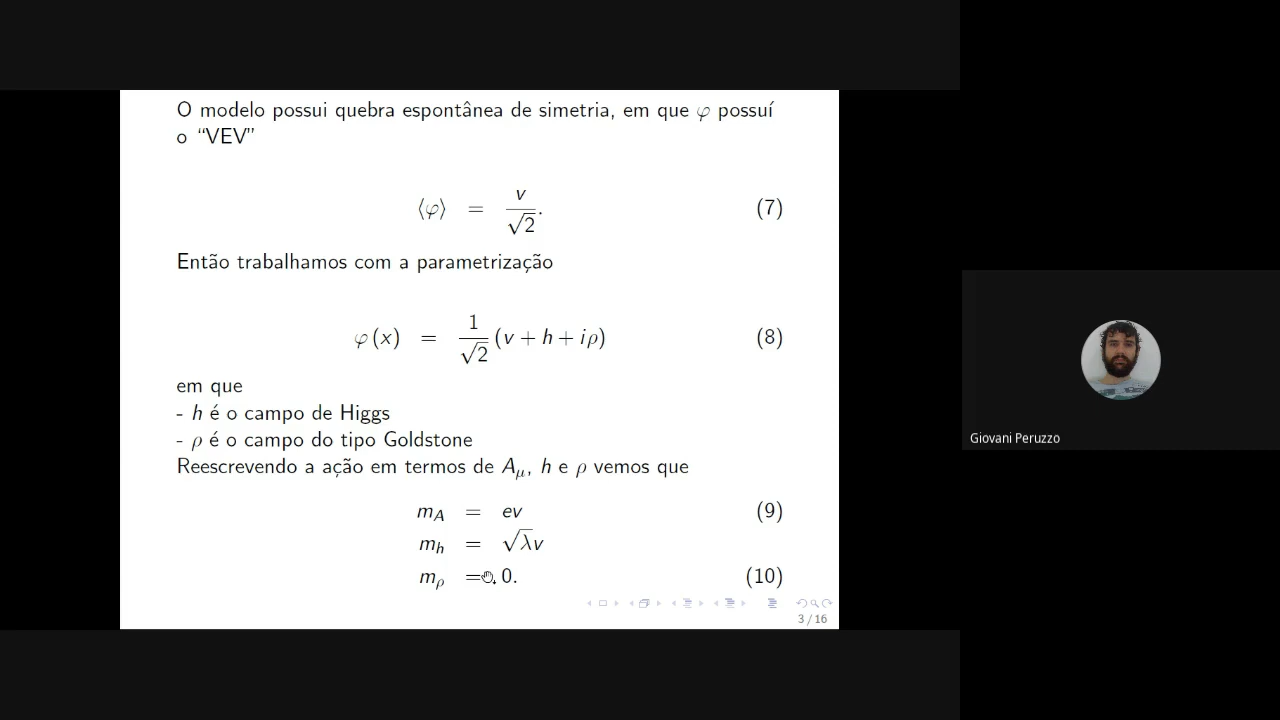 O modelo possui quebra espontânea de simetria, em que φ possuí
o “VEV”
⟨φ⟩ = v/√2. (7)
Então trabalhamos com a parametrização
φ(x) = 1/√2 (v + h + iρ) (8)
em que
- h é o campo de Higgs
- ρ é o campo do tipo Goldstone
Reescrevendo a ação em termos de A_μ, h e ρ vemos que
m_A = ev (9)
m_h = √λv
m_ρ = 0. (10)
3 / 16
Giovani Peruzzo